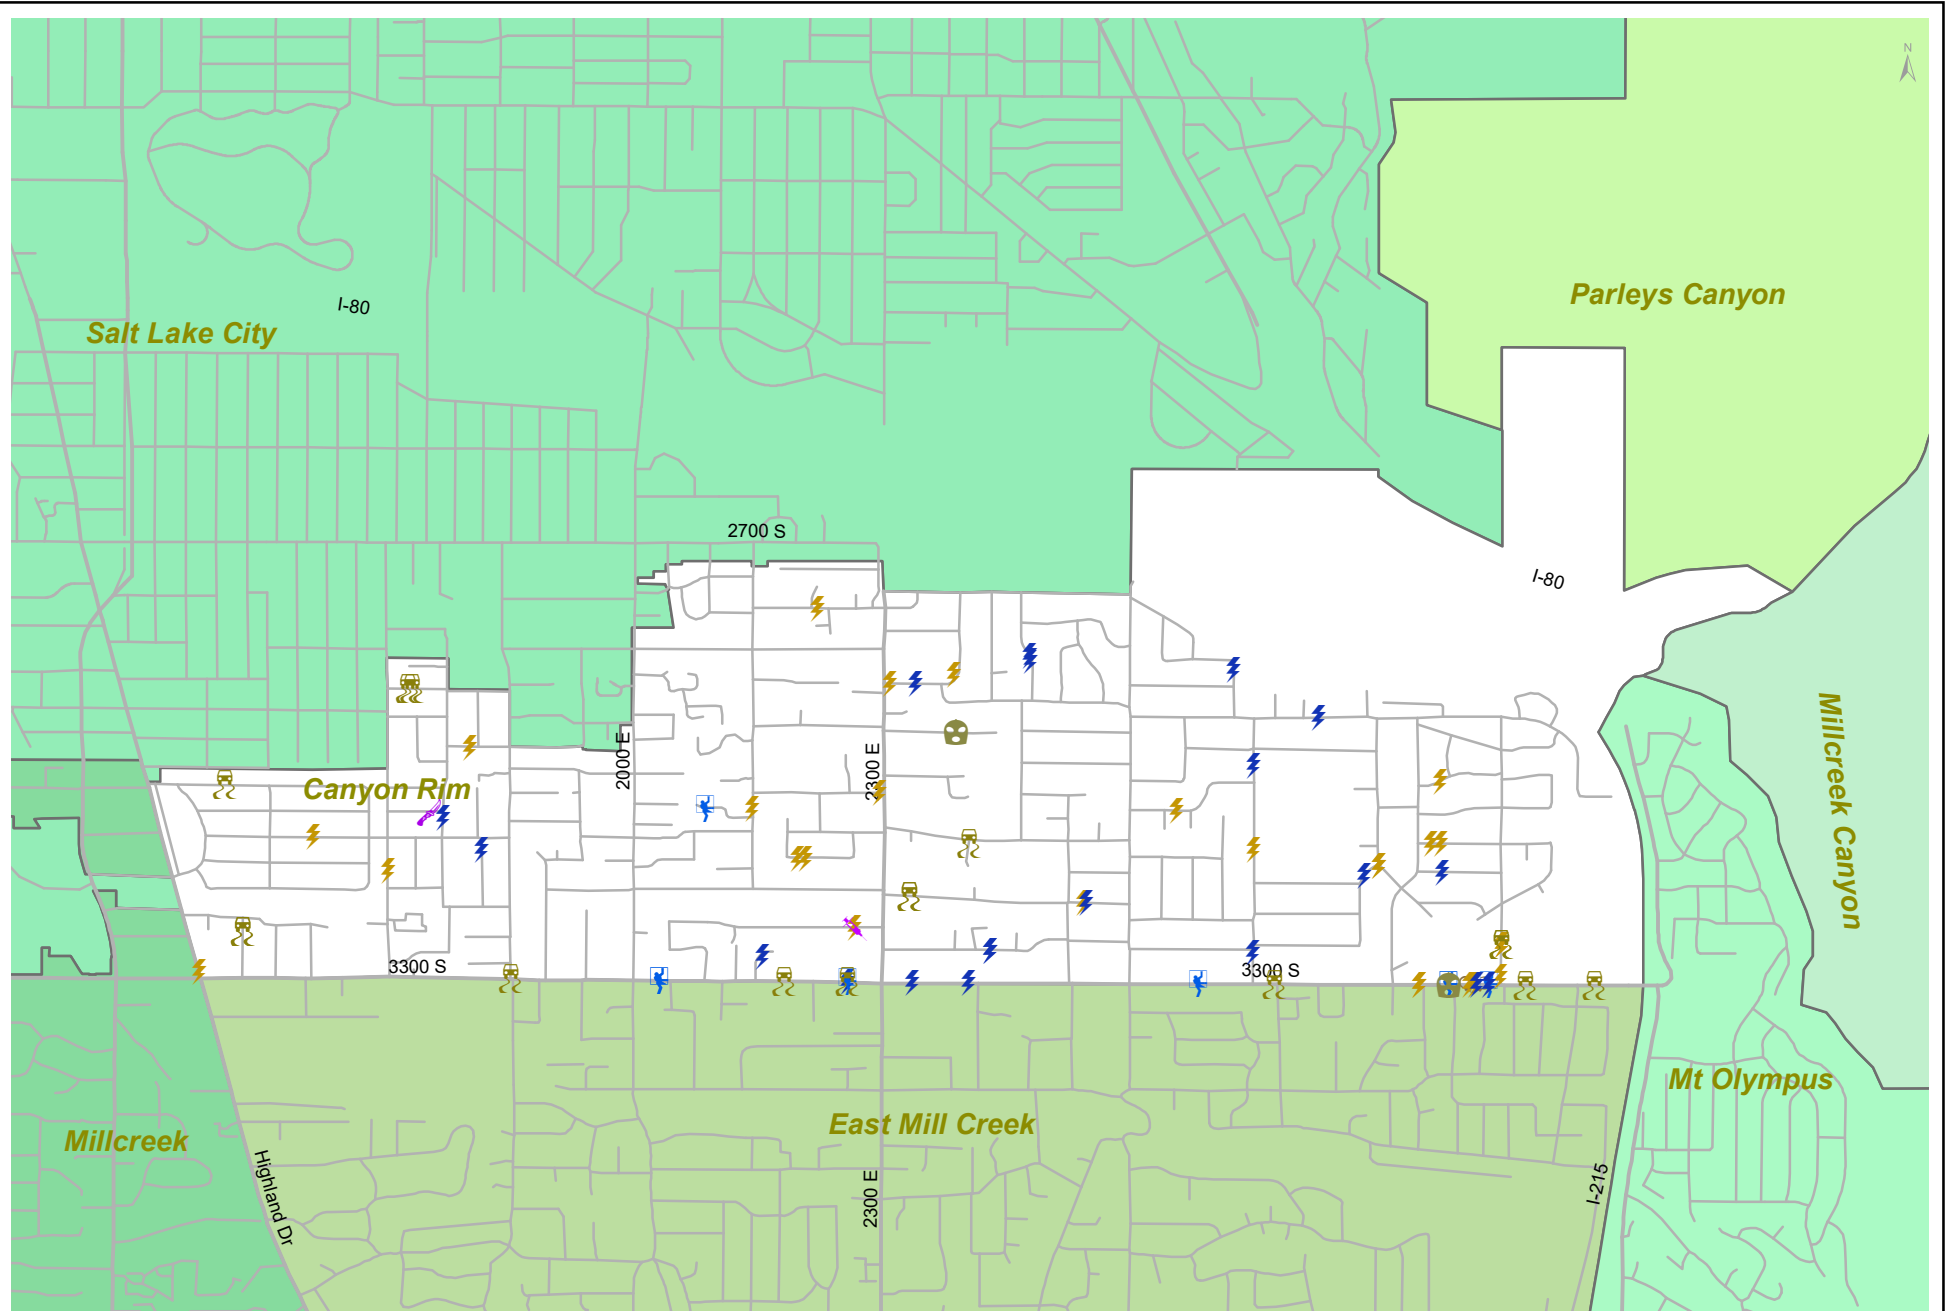 N
Parleys Canyon
I-80
Salt Lake City
2700 S
I-80
Millcreek Canyon
2000 E
2300 E
Canyon Rim
3300 S
3300 S
Mt Olympus
East Mill Creek
Millcreek
Highland Dr
2300 E
I-215